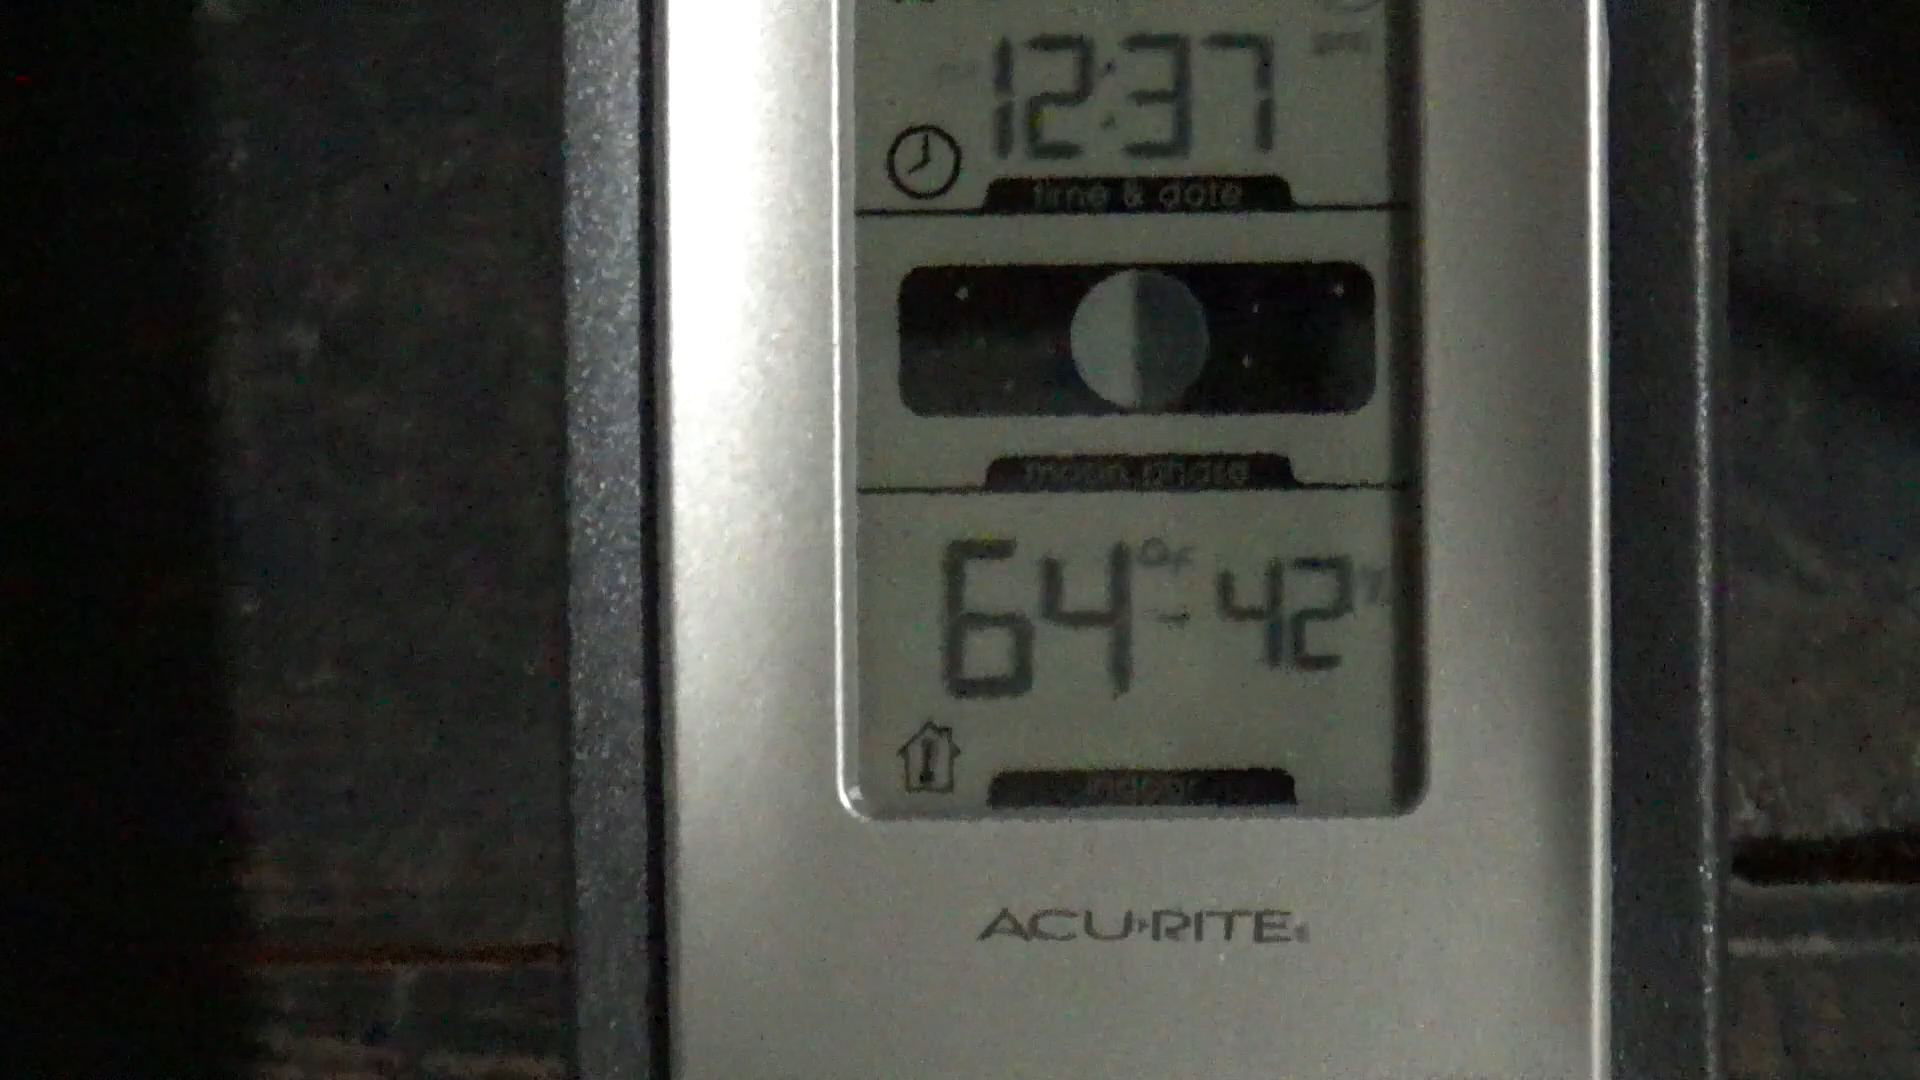 12:37
time & date
moon phase
64°F 42%
indoor
ACU›RITE